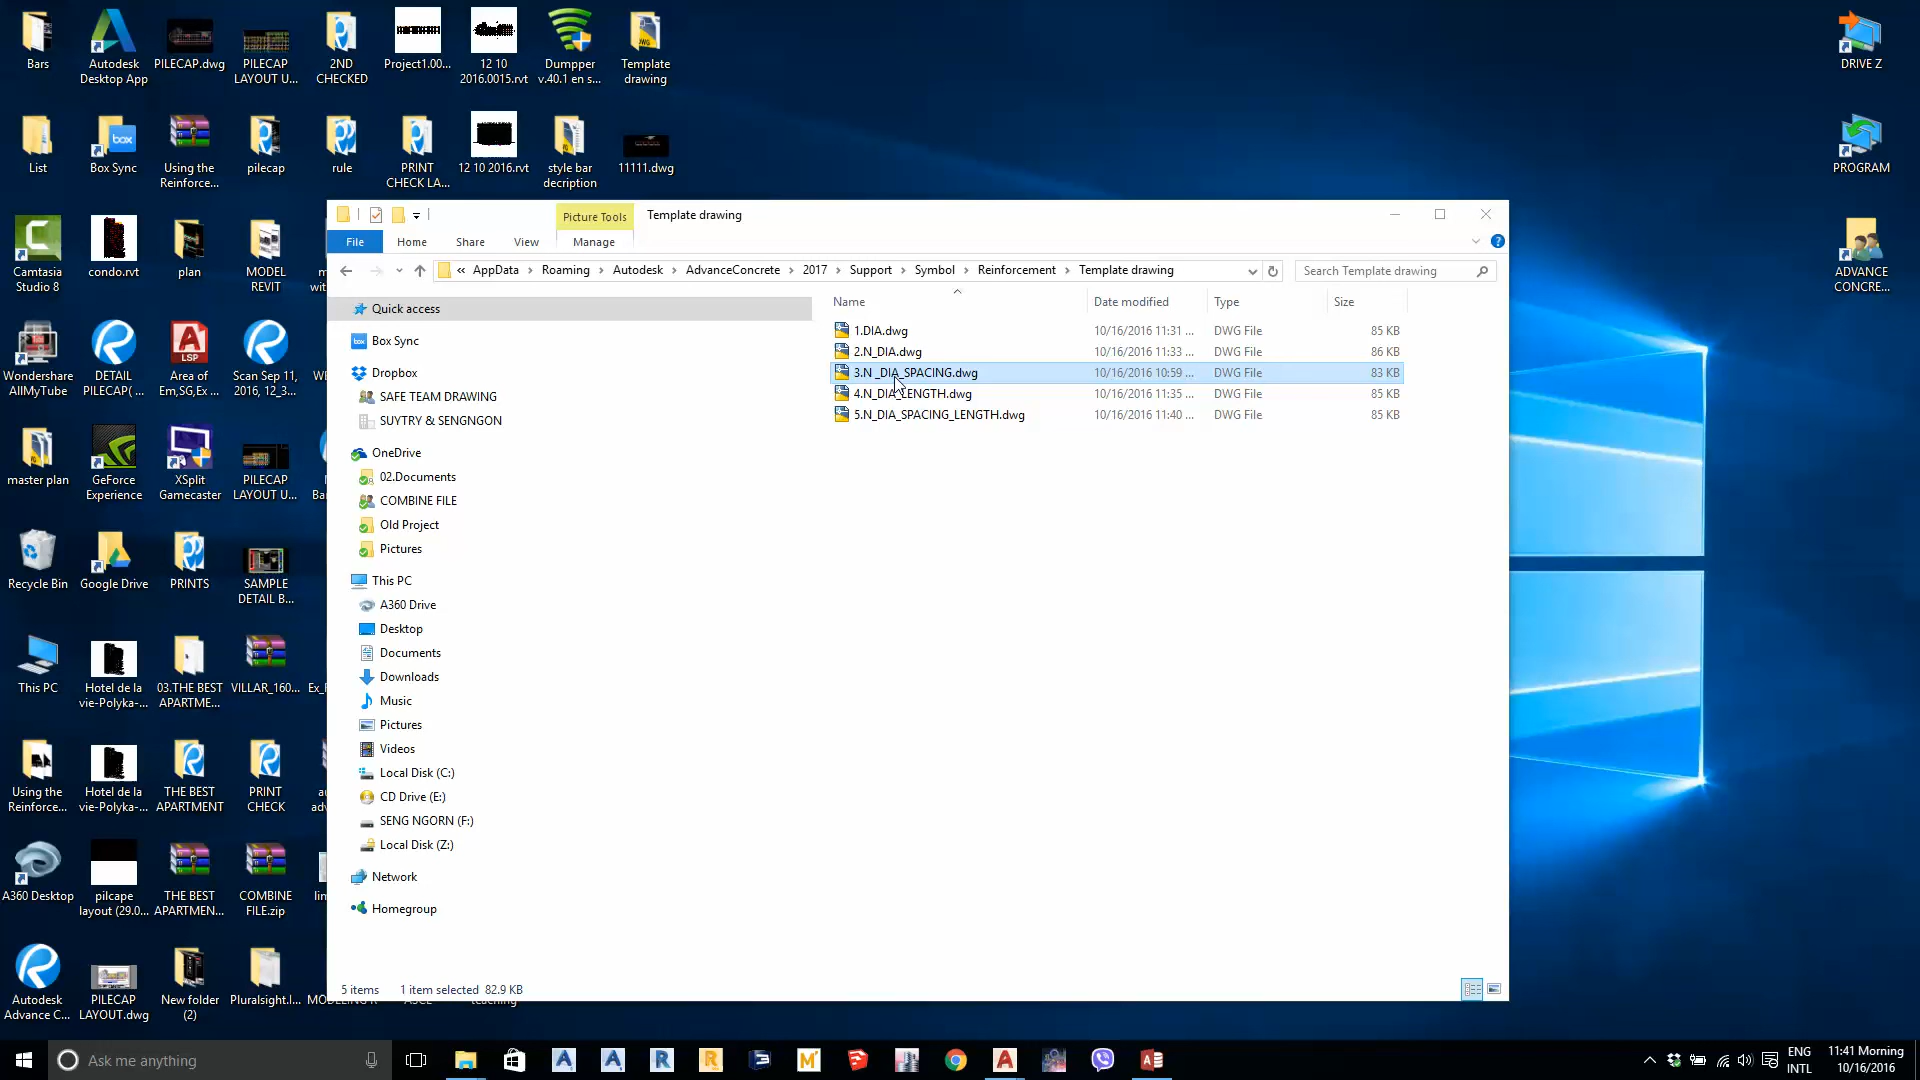 Bars
Autodesk
Desktop App
PILECAP.dwg
PILECAP
LAYOUT U...
2ND
CHECKED
Project1.00...
12 10
2016.0015.rvt
Dumpper
v.40.1 en s...
Template
drawing
DRIVE Z
List
Box Sync
Using the
Reinforce...
pilecap
rule
PRINT
CHECK LA...
12 10 2016.rvt
style bar
decription
11111.dwg
PROGRAM
Camtasia
Studio 8
condo.rvt
plan
MODEL
REVIT
ADVANCE
CONCRE...
Wondershare
AllMyTube
DETAIL
PILECAP( ...
Area of
Em,SG,Ex ...
Scan Sep 11,
2016, 12_3...
master plan
GeForce
Experience
XSplit
Gamecaster
PILECAP
LAYOUT U...
Recycle Bin
Google Drive
PRINTS
SAMPLE
DETAIL B...
This PC
Hotel de la
vie-Polyka-...
03.THE BEST
APARTME...
VILLAR_160...
Using the
Reinforce...
Hotel de la
vie-Polyka-...
THE BEST
APARTMENT
PRINT
CHECK
A360 Desktop
pilcape
layout (29.0...
THE BEST
APARTMEN...
COMBINE
FILE.zip
Autodesk
Advance C...
PILECAP
LAYOUT.dwg
New folder
(2)
Pluralsight.l...
Picture Tools
Template drawing
File
Home
Share
View
Manage
« AppData › Roaming › Autodesk › AdvanceConcrete › 2017 › Support › Symbol › Reinforcement › Template drawing
Search Template drawing
Quick access
Box Sync
Dropbox
SAFE TEAM DRAWING
SUYTRY & SENGNGON
OneDrive
02.Documents
COMBINE FILE
Old Project
Pictures
This PC
A360 Drive
Desktop
Documents
Downloads
Music
Pictures
Videos
Local Disk (C:)
CD Drive (E:)
SENG NGORN (F:)
Local Disk (Z:)
Network
Homegroup
Name Date modified Type Size
1.DIA.dwg 10/16/2016 11:31 ... DWG File 85 KB
2.N_DIA.dwg 10/16/2016 11:33 ... DWG File 86 KB
3.N _DIA_SPACING.dwg 10/16/2016 10:59 ... DWG File 83 KB
4.N_DIA_LENGTH.dwg 10/16/2016 11:35 ... DWG File 85 KB
5.N_DIA_SPACING_LENGTH.dwg 10/16/2016 11:40 ... DWG File 85 KB
5 items 1 item selected 82.9 KB
Ask me anything
ENG
INTL
11:41 Morning
10/16/2016